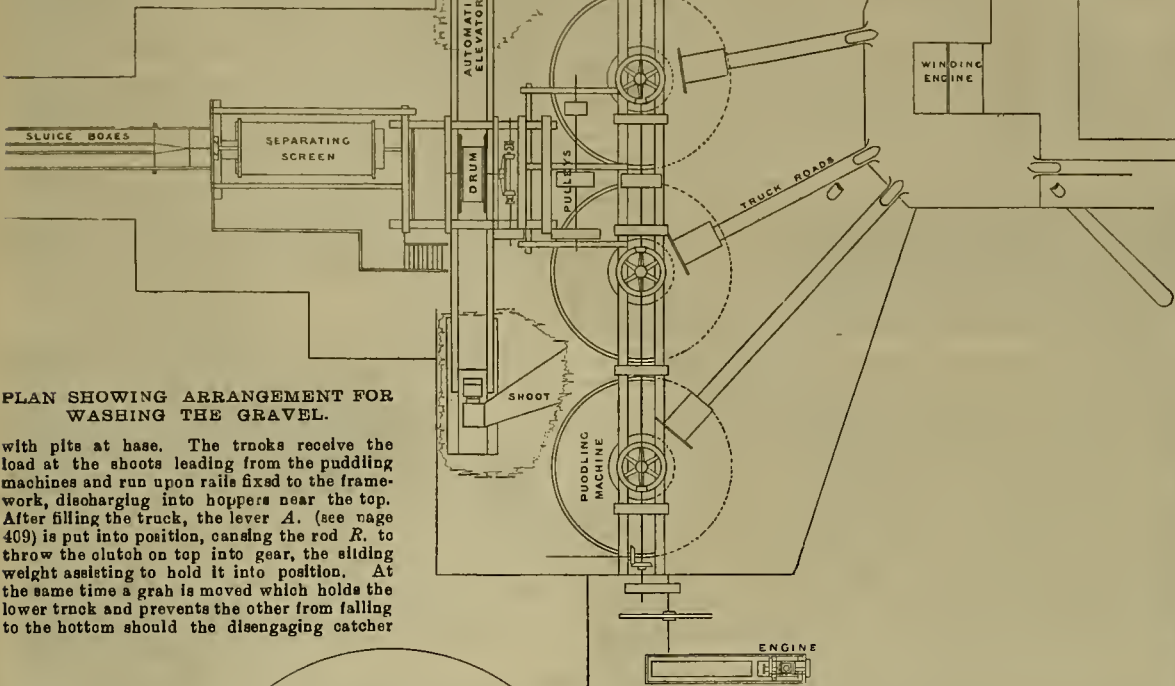 AUTOMATI
ELEVATOR
WINDING
ENGINE
SLUICE BOXES
SEPARATING
SCREEN
DRUM
PULLEYS
TRUCK ROADS
SHOOT
PUDDLING
MACHINE
ENGINE
PLAN SHOWING ARRANGEMENT FOR
WASHING THE GRAVEL.
with pits at base. The trucks receive the
load at the shoots leading from the puddling
machines and run upon rails fixed to the frame-
work, discharging into hoppers near the top.
After filling the truck, the lever A. (see page
409) is put into position, causing the rod R. to
throw the clutch on top into gear, the sliding
weight assisting to hold it into position. At
the same time a grab is moved which holds the
lower truck and prevents the other from falling
to the bottom should the disengaging catcher